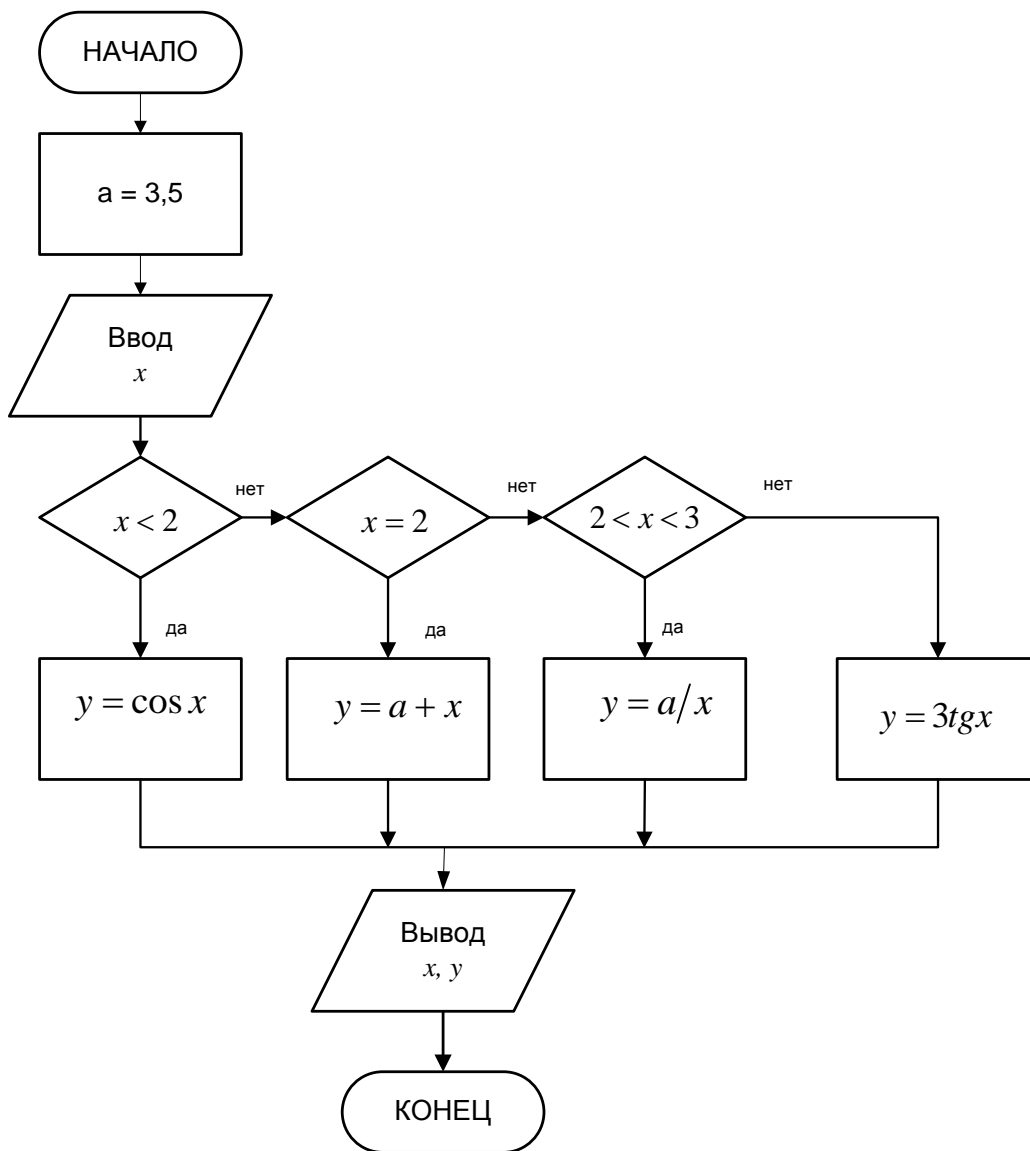 НАЧАЛО
a = 3,5
Ввод
x
x < 2
нет
x = 2
нет
2 < x < 3
нет
да
да
да
y = cos x
y = a + x
y = a/x
y = 3tgx
Вывод
x, y
КОНЕЦ